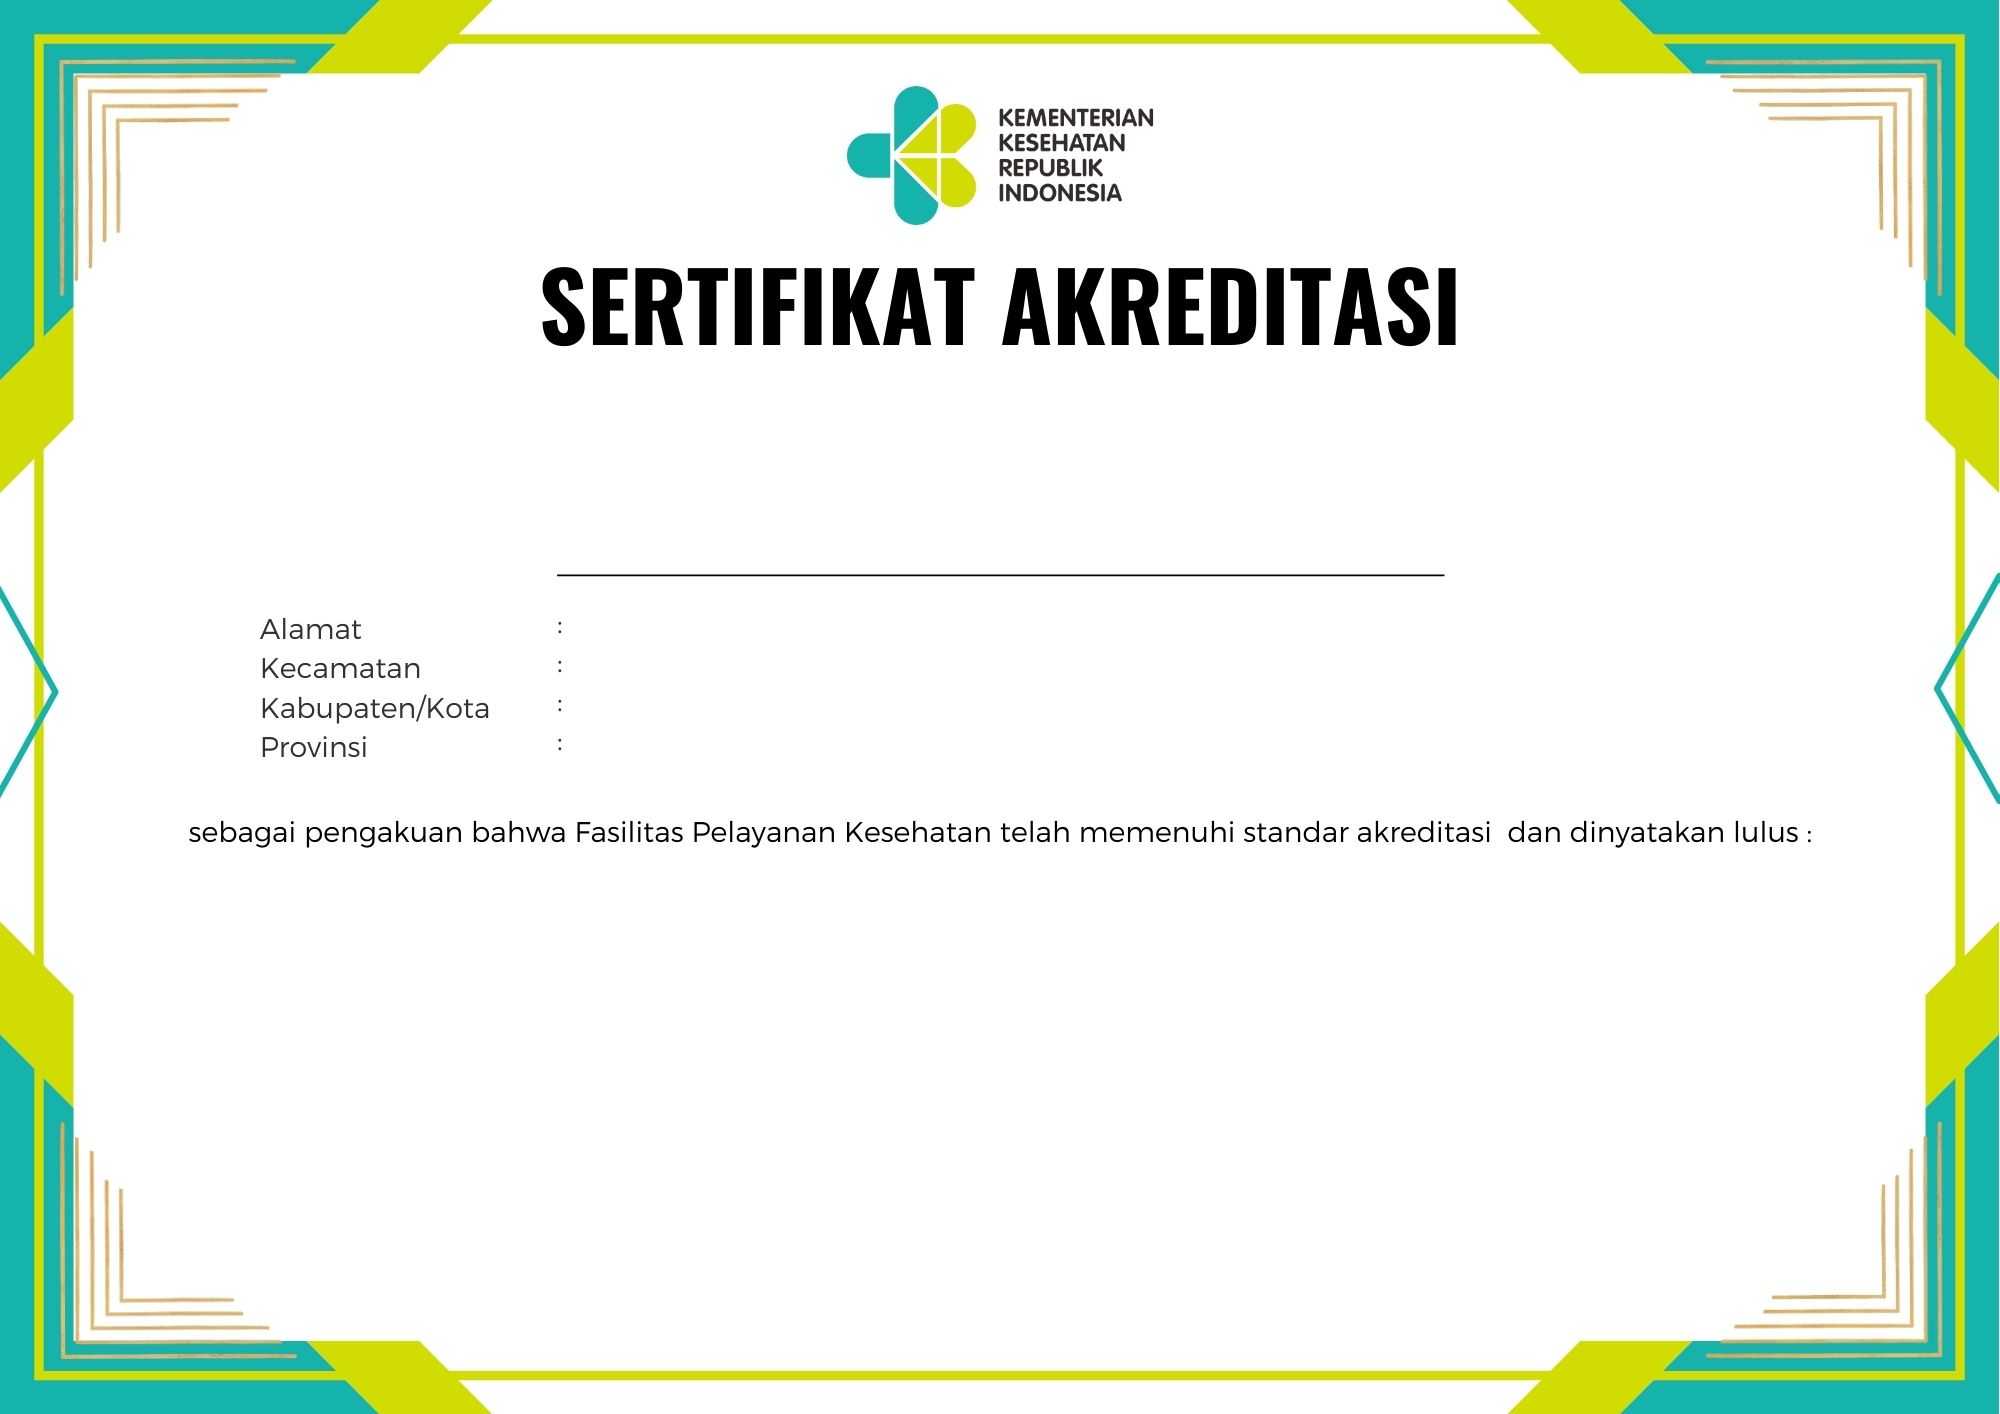 KEMENTERIAN
KESEHATAN
REPUBLIK
INDONESIA
SERTIFIKAT AKREDITASI
Alamat :
Kecamatan :
Kabupaten/Kota :
Provinsi :
sebagai pengakuan bahwa Fasilitas Pelayanan Kesehatan telah memenuhi standar akreditasi  dan dinyatakan lulus :